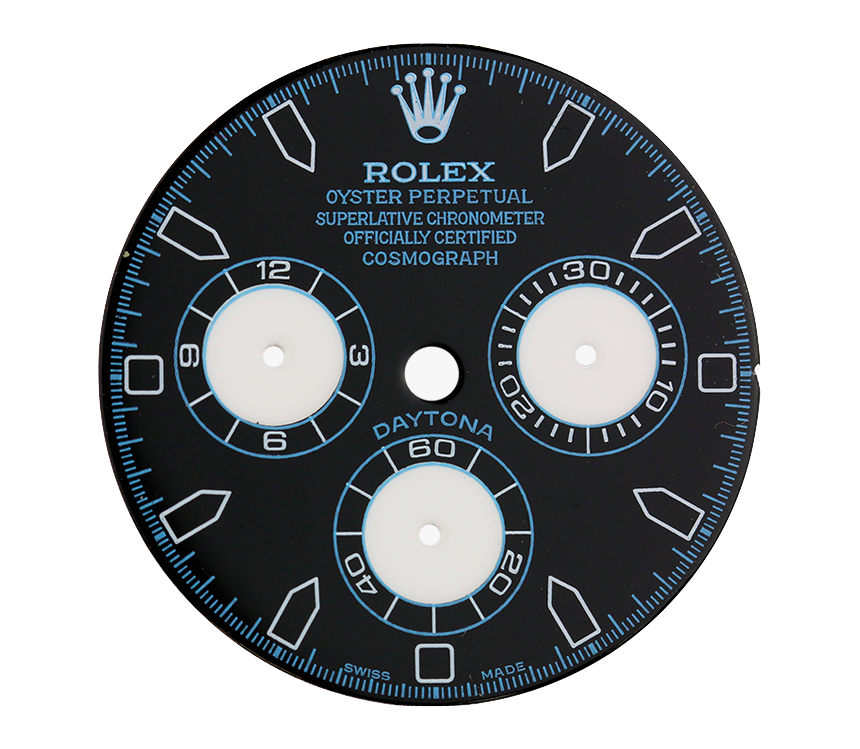 ROLEX
OYSTER PERPETUAL
SUPERLATIVE CHRONOMETER
OFFICIALLY CERTIFIED
COSMOGRAPH
12
3
6
9
30
10
20
DAYTONA
60
20
40
SWISS MADE